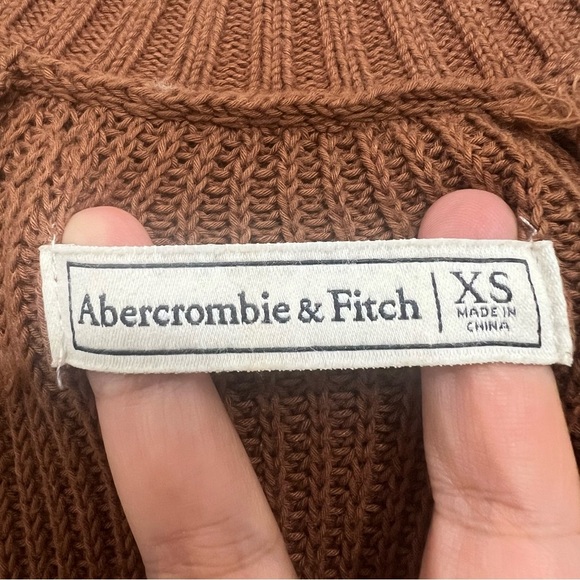 Abercrombie & Fitch
XS
MADE IN
CHINA